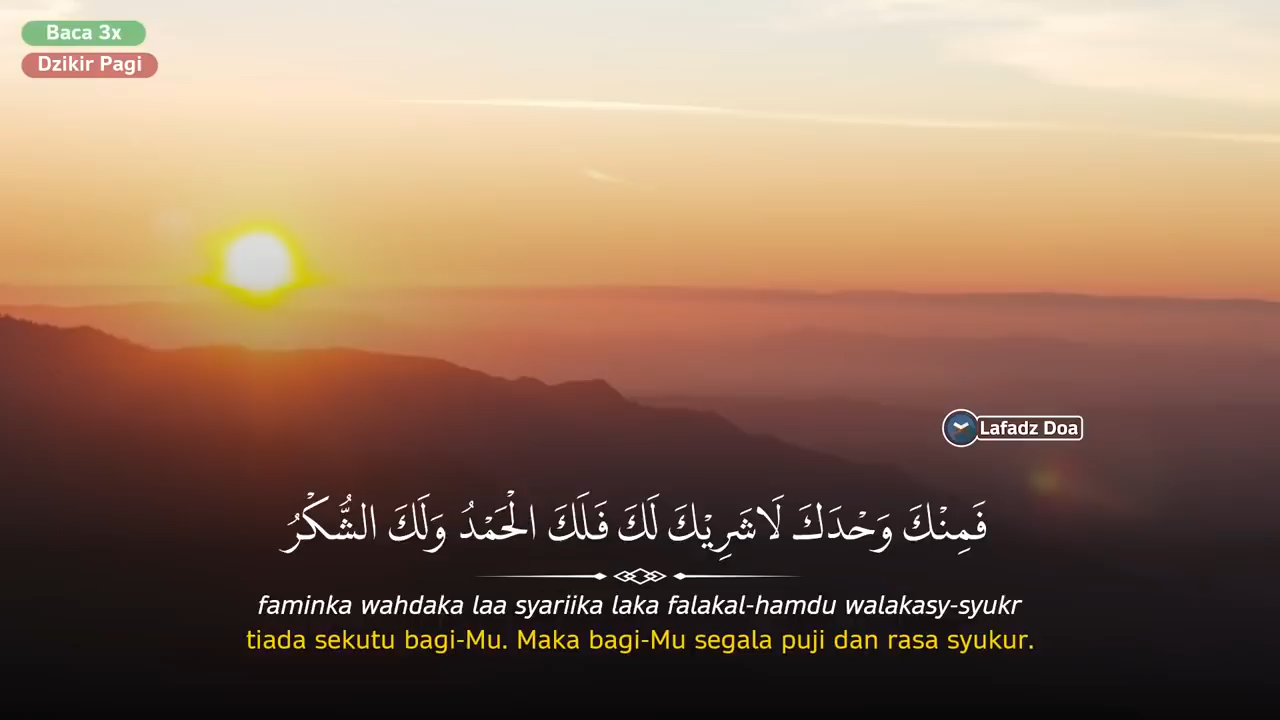 Baca 3x
Dzikir Pagi
Lafadz Doa
فَمِنْكَ وَحْدَكَ لَا شَرِيْكَ لَكَ فَلَكَ الْحَمْدُ وَلَكَ الشُّكْرُ
faminka wahdaka laa syariika laka falakal-hamdu walakasy-syukr
tiada sekutu bagi-Mu. Maka bagi-Mu segala puji dan rasa syukur.